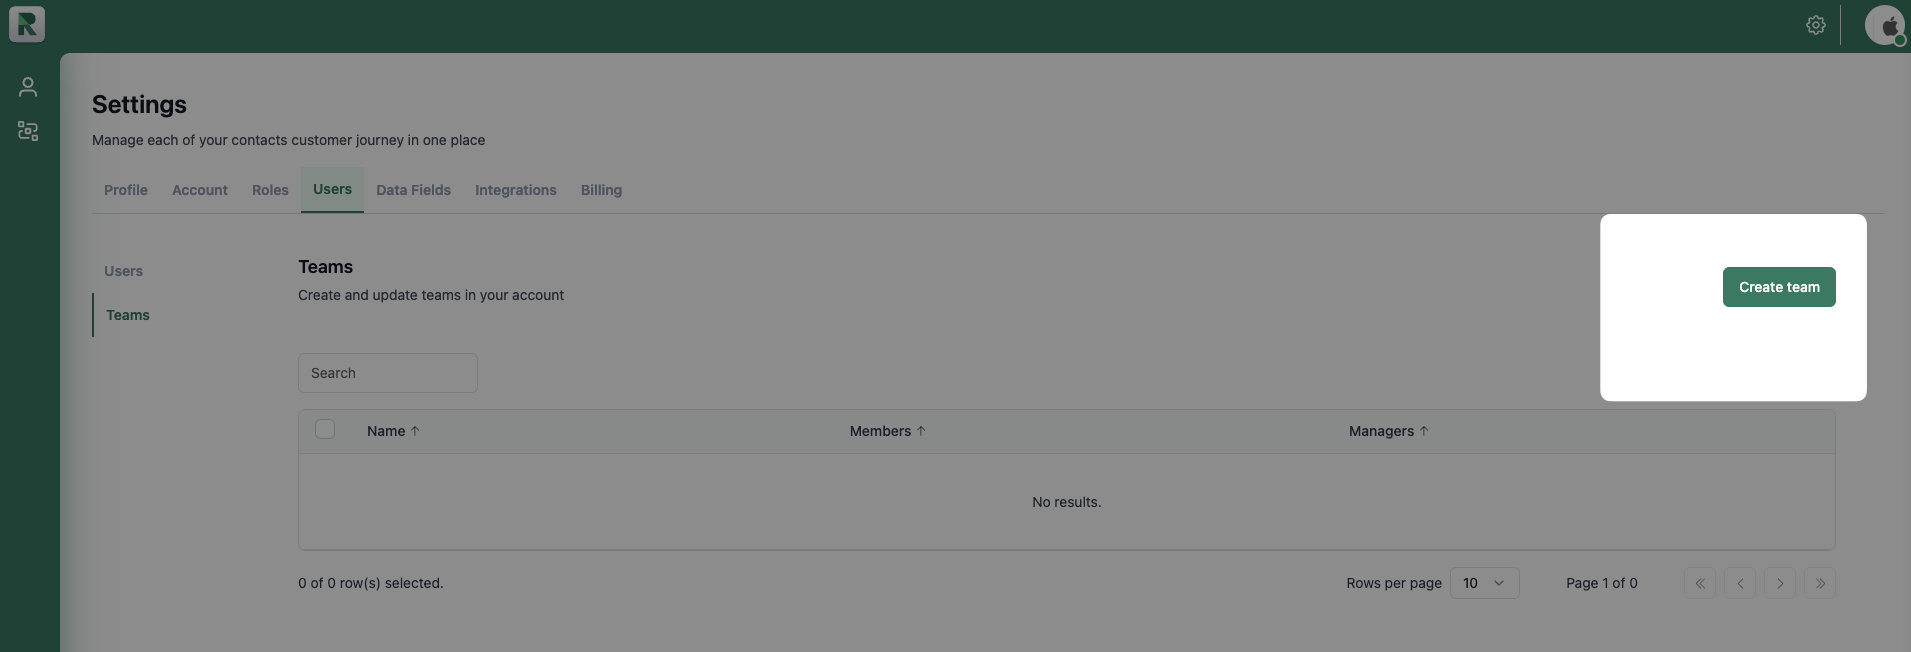 R
Settings
Manage each of your contacts customer journey in one place
Profile Account Roles Users Data Fields Integrations Billing
Users
Teams
Teams
Create and update teams in your account
Create team
Search
Name ↑ Members ↑ Managers ↑
No results.
0 of 0 row(s) selected.
Rows per page 10 Page 1 of 0